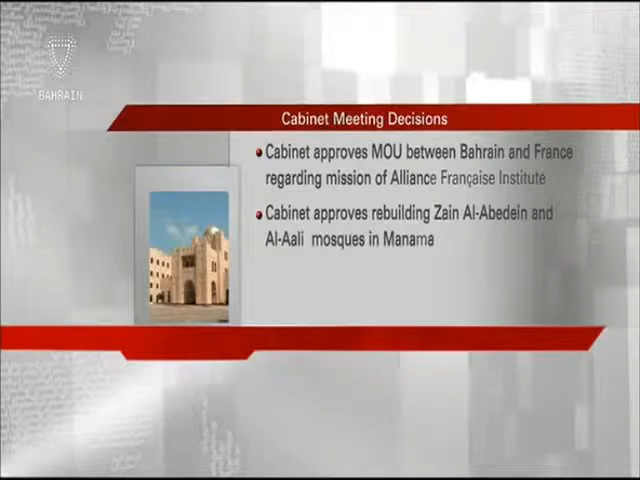 BAHRAIN
Cabinet Meeting Decisions
Cabinet approves MOU between Bahrain and France
regarding mission of Alliance Française Institute
Cabinet approves rebuilding Zain Al-Abedein and
Al-Aali mosques in Manama